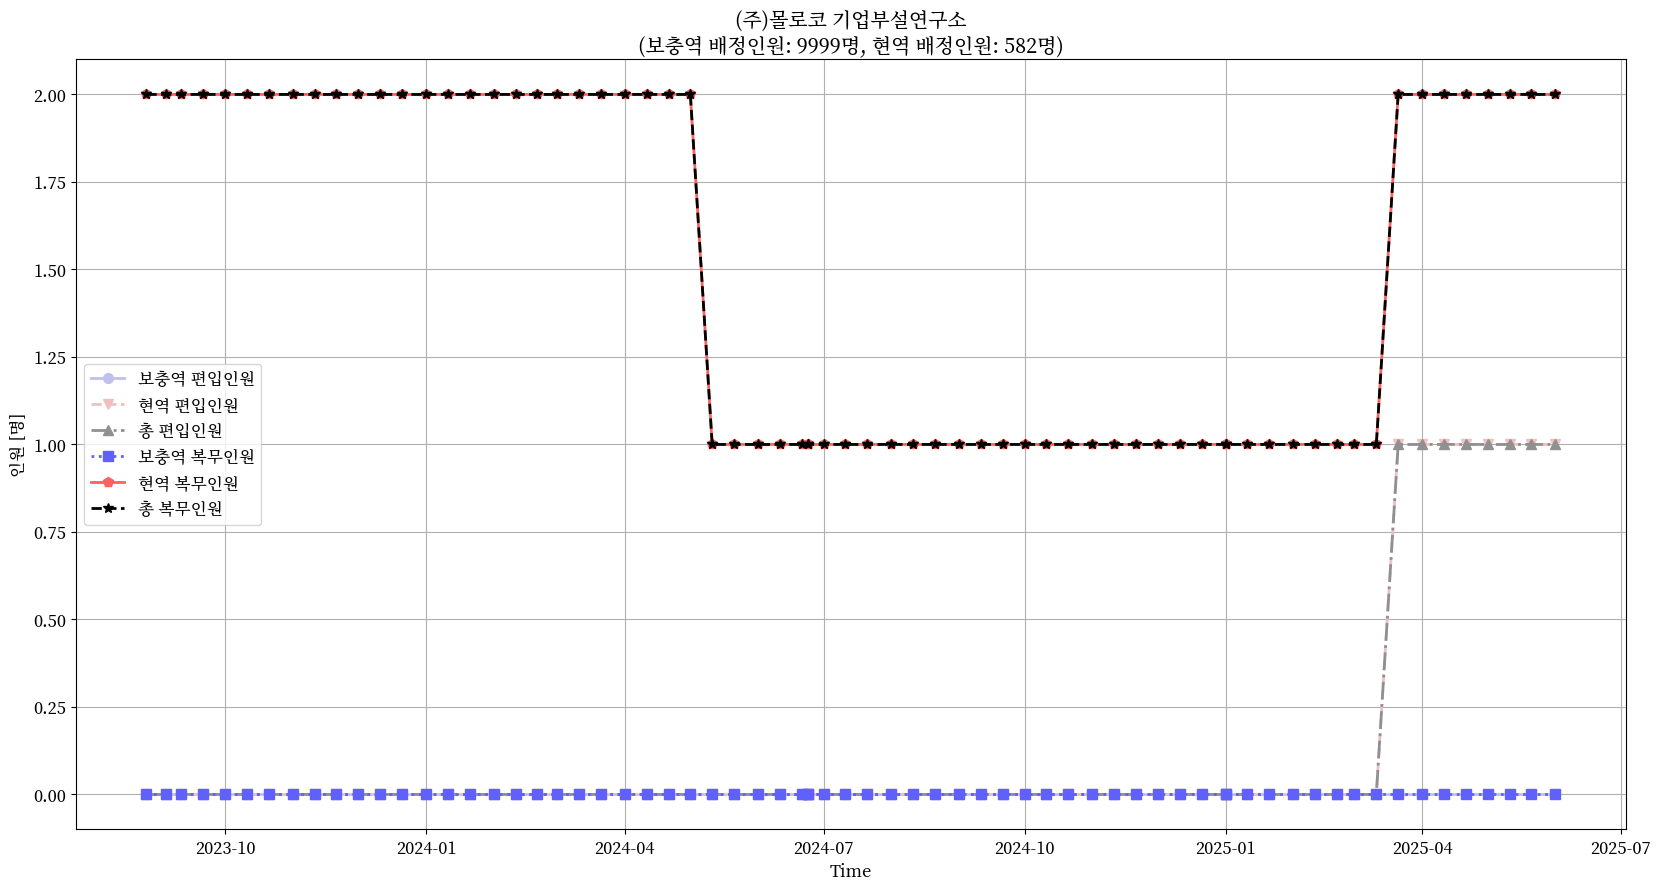 (주)몰로코 기업부설연구소
(보충역 배정인원: 9999명, 현역 배정인원: 582명)
2.00
1.75
1.50
1.25
1.00
0.75
0.50
0.25
0.00
인원 [명]
보충역 편입인원
현역 편입인원
총 편입인원
보충역 복무인원
현역 복무인원
총 복무인원
2023-10
2024-01
2024-04
2024-07
2024-10
2025-01
2025-04
2025-07
Time